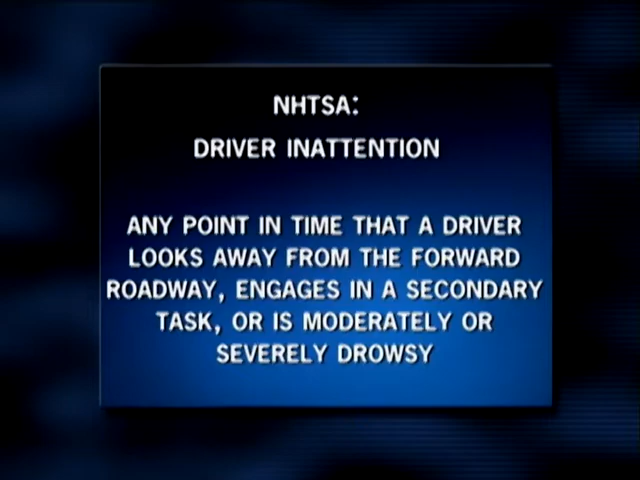 NHTSA:
DRIVER INATTENTION
ANY POINT IN TIME THAT A DRIVER
LOOKS AWAY FROM THE FORWARD
ROADWAY, ENGAGES IN A SECONDARY
TASK, OR IS MODERATELY OR
SEVERELY DROWSY